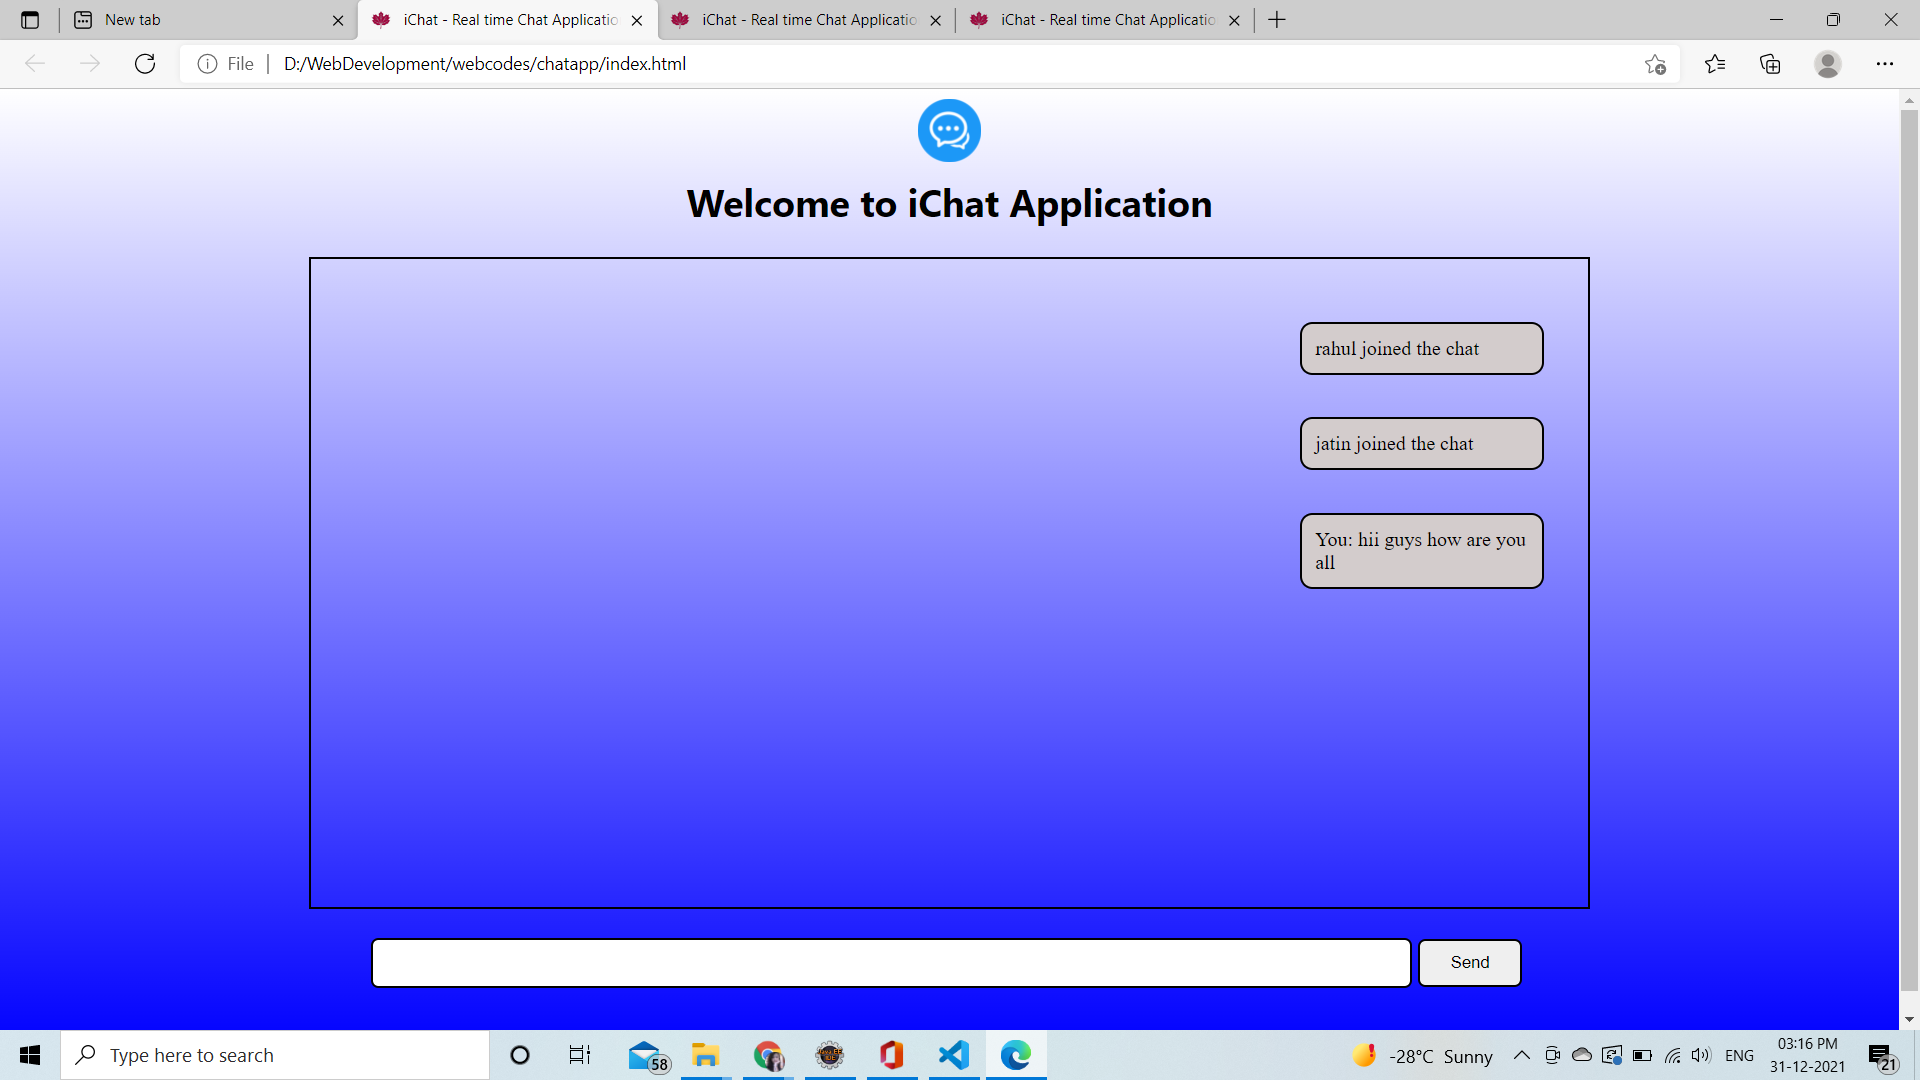 New tab
iChat - Real time Chat Applicatio
iChat - Real time Chat Applicatio
iChat - Real time Chat Applicatio
File
D:/WebDevelopment/webcodes/chatapp/index.html
Welcome to iChat Application
rahul joined the chat
jatin joined the chat
You: hii guys how are you
all
Send
Type here to search
58
-28°C Sunny
ENG
03:16 PM
31-12-2021
21